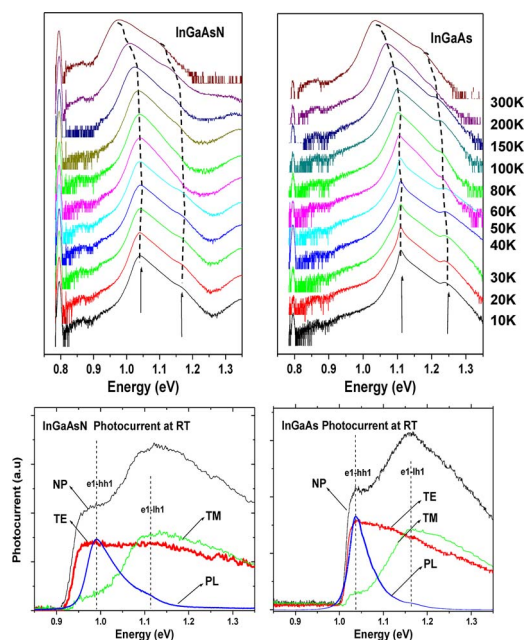 InGaAsN
InGaAs
300K
200K
150K
100K
80K
60K
50K
40K
30K
20K
10K
0.8 0.9 1.0 1.1 1.2 1.3
Energy (eV)
0.8 0.9 1.0 1.1 1.2 1.3
Energy (eV)
InGaAsN Photocurrent at RT
e1-hh1
NP
e1-lh1
TE
TM
PL
Photocurrent (a.u)
0.9 1.0 1.1 1.2 1.3
Energy (eV)
InGaAs Photocurrent at RT
e1-hh1
e1-lh1
NP
TE
TM
PL
0.9 1.0 1.1 1.2 1.3
Energy (eV)